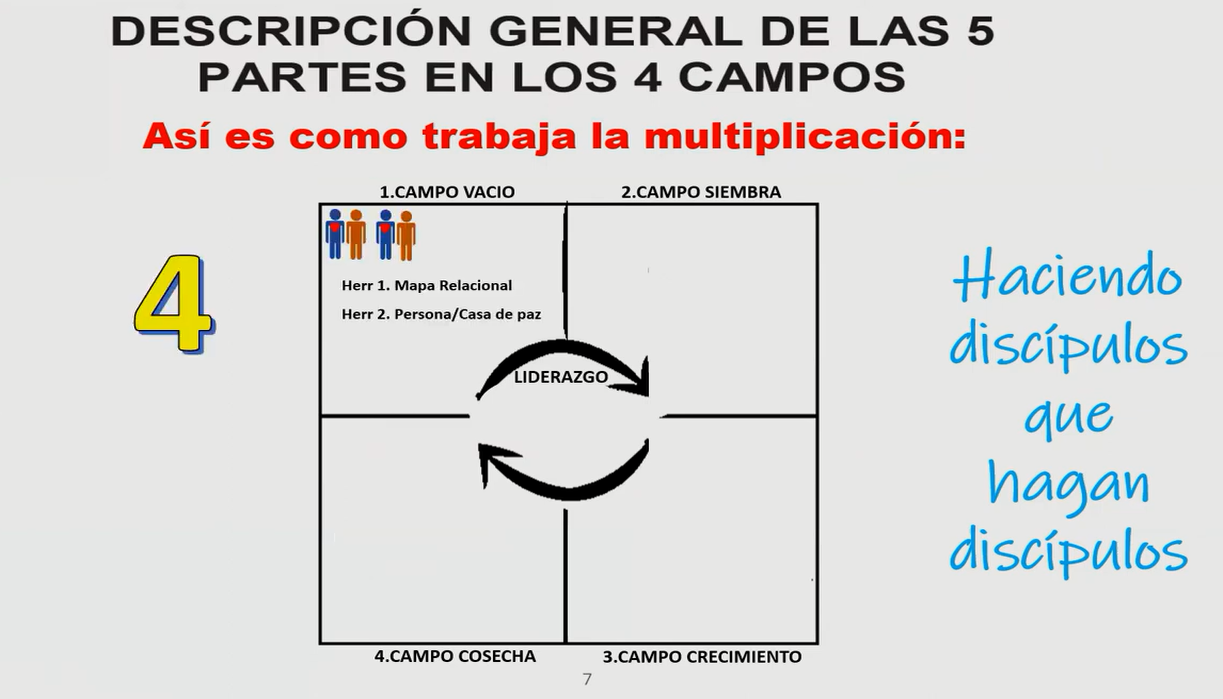 DESCRIPCIÓN GENERAL DE LAS 5
PARTES EN LOS 4 CAMPOS
Así es como trabaja la multiplicación:
1.CAMPO VACIO
2.CAMPO SIEMBRA
Herr 1. Mapa Relacional
Herr 2. Persona/Casa de paz
4
LIDERAZGO
Haciendo
discípulos
que
hagan
discípulos
4.CAMPO COSECHA
3.CAMPO CRECIMIENTO
7